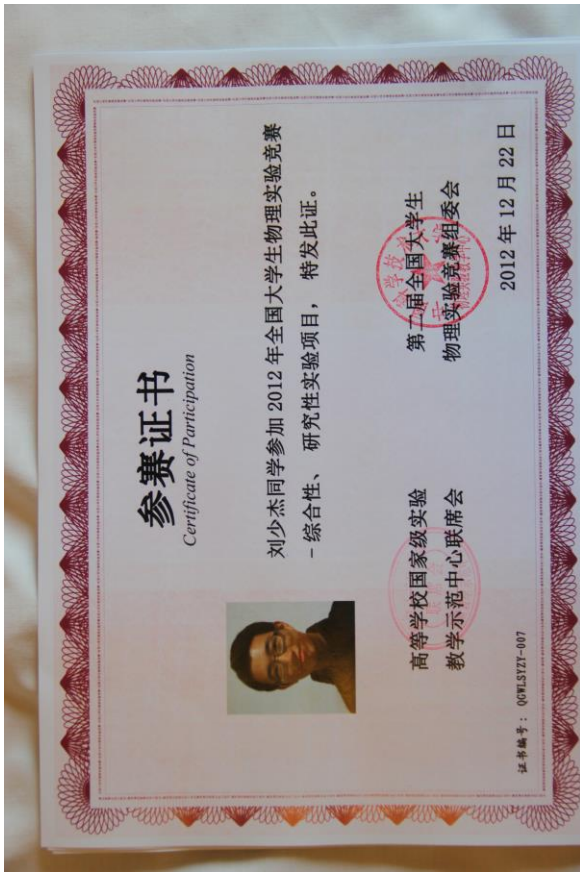 参赛证书
Certificate of Participation
刘少杰同学参加 2012 年全国大学生物理实验竞赛
-综合性、研究性实验项目，特发此证。
高等学校国家级实验
教学示范中心联席会
第二届全国大学生
物理实验竞赛组委会
2012 年 12 月 22 日
证书编号：QGWLSYZY-007